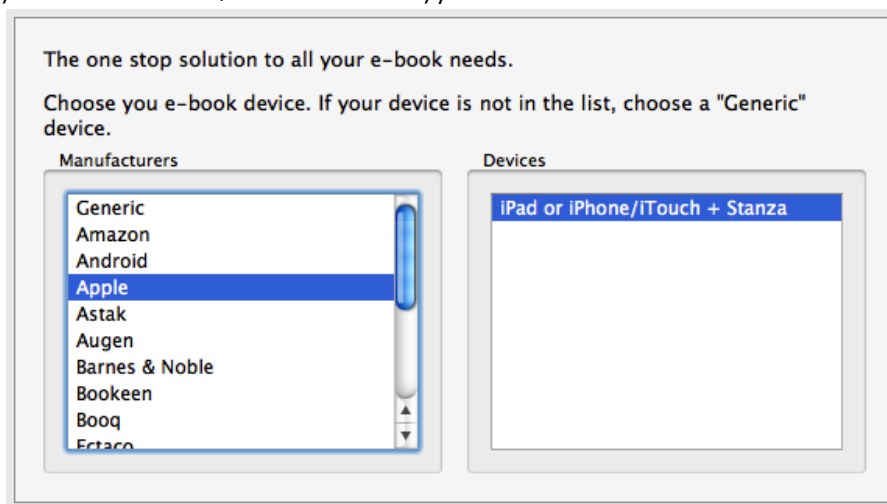 The one stop solution to all your e-book needs.
Choose you e-book device. If your device is not in the list, choose a "Generic"
device.
Manufacturers
Generic
Amazon
Android
Apple
Astak
Augen
Barnes & Noble
Bookeen
Booq
Ectaco
Devices
iPad or iPhone/iTouch + Stanza